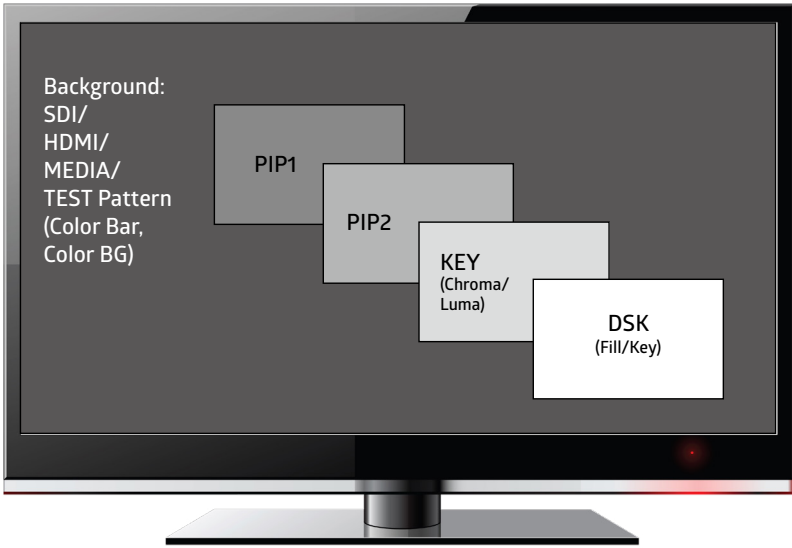 Background:
SDI/
HDMI/
MEDIA/
TEST Pattern
(Color Bar,
Color BG)
PIP1
PIP2
KEY
(Chroma/
Luma)
DSK
(Fill/Key)